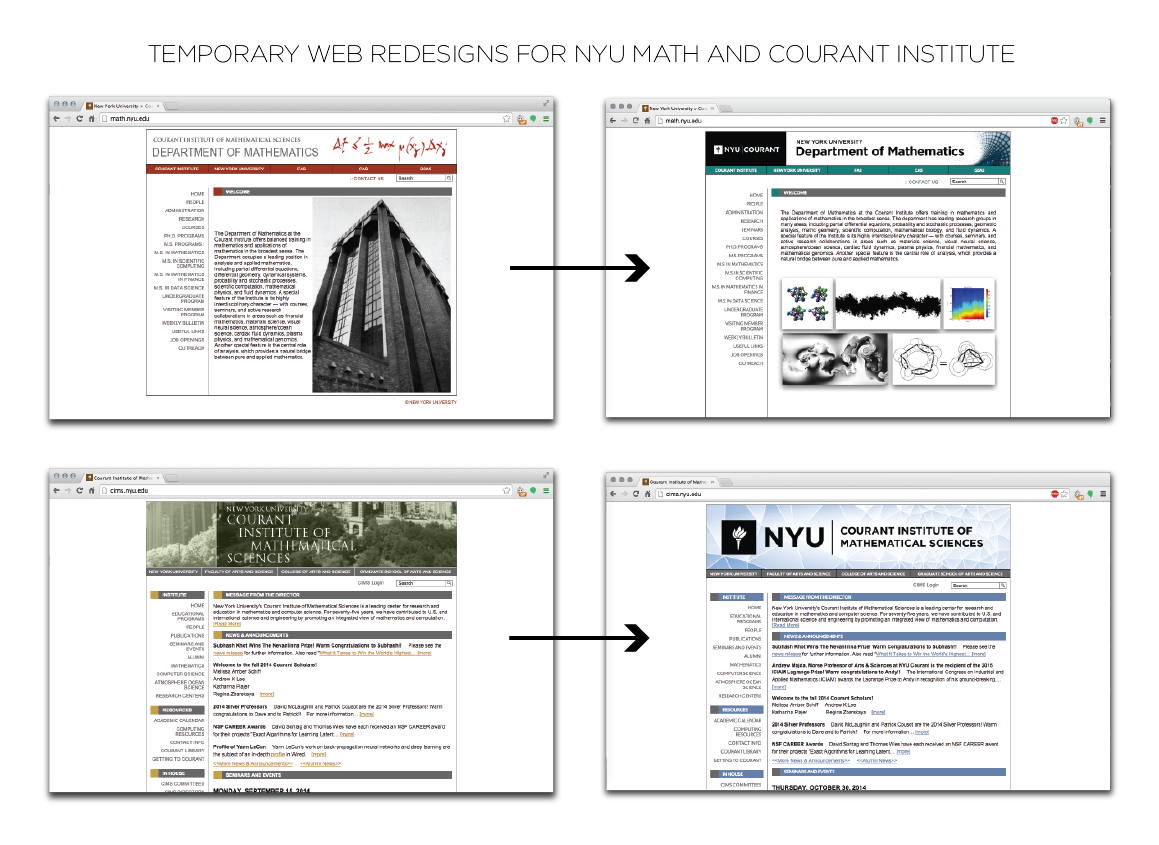 TEMPORARY WEB REDESIGNS FOR NYU MATH AND COURANT INSTITUTE
New York University > Co
math.nyu.edu
COURANT INSTITUTE OF MATHEMATICAL SCIENCES
DEPARTMENT OF MATHEMATICS
COURANT INSTITUTE NEW YORK UNIVERSITY
CONTACT US
Search
WELCOME
HOME
PEOPLE
ADMINISTRATION
RESEARCH
COURSES
PH.D. PROGRAMS
M.S. PROGRAMS :
M.S. IN MATHEMATICS
M.S. IN SCIENTIFIC
COMPUTING
M.S. IN MATHEMATICS
IN FINANCE
M.S. IN DATA SCIENCE
UNDERGRADUATE
PROGRAM
VISITING MEMBER
PROGRAM
WEEKLY BULLETIN
USEFUL LINKS
JOB OPENINGS
OUTREACH
The Department of Mathematics at the
Courant Institute offers balanced training in
mathematics and applications of
mathematics in the broadest sense. The
Department occupies a leading position in
analysis and applied mathematics,
including partial differential equations,
differential geometry, dynamical systems,
probability and stochastic processes,
scientific computation, mathematical
physics, and fluid dynamics. A special
feature of the Institute is its highly
interdisciplinary character — with courses,
seminars, and active research
collaborations in areas such as financial
mathematics, materials science, visual
neural science, atmosphere/ocean
science, cardiac fluid dynamics, plasma
physics, and mathematical genomics.
Another special feature is the central role
of analysis, which provides a natural bridge
between pure and applied mathematics.
©NEW YORK UNIVERSITY
New York University > Co
math.nyu.edu
NYU COURANT
NEW YORK UNIVERSITY
Department of Mathematics
COURANT INSTITUTE NEW YORK UNIVERSITY FAS CAS GSAS
CONTACT US
Search
WELCOME
HOME
PEOPLE
ADMINISTRATION
RESEARCH
SEMINARS
COURSES
PH.D. PROGRAMS
M.S. PROGRAMS
M.S. IN MATHEMATICS
M.S. IN SCIENTIFIC
COMPUTING
M.S. IN MATHEMATICS IN
FINANCE
M.S. IN DATA SCIENCE
UNDERGRADUATE
PROGRAM
VISITING MEMBER
PROGRAM
WEEKLY BULLETIN
USEFUL LINKS
JOB OPENINGS
OUTREACH
The Department of Mathematics at the Courant Institute offers training in mathematics and
applications of mathematics in the broadest sense. The department has leading research groups in
many areas, including partial differential equations, probability and stochastic processes, geometric
analysis, metric geometry, scientific computation, mathematical biology, and fluid dynamics. A
special feature of the Institute is its highly interdisciplinary character — with courses, seminars, and
active research collaborations in areas such as materials science, visual neural science,
atmosphere/ocean science, cardiac fluid dynamics, plasma physics, financial mathematics, and
mathematical genomics. Another special feature is the central role of analysis, which provides a
natural bridge between pure and applied mathematics.
Courant Institute of Mathe
cims.nyu.edu
NEW YORK UNIVERSITY
COURANT
INSTITUTE OF
MATHEMATICAL
SCIENCES
NEW YORK UNIVERSITY FACULTY OF ARTS AND SCIENCE COLLEGE OF ARTS AND SCIENCE GRADUATE SCHOOL OF ARTS AND SCIENCE
CIMS Login Search
INSTITUTE
HOME
EDUCATIONAL
PROGRAMS
PEOPLE
PUBLICATIONS
SEMINARS AND
EVENTS
ALUMNI
MATHEMATICS
COMPUTER SCIENCE
ATMOSPHERE OCEAN
SCIENCE
RESEARCH CENTERS
RESOURCES
ACADEMIC CALENDAR
COMPUTING
RESOURCES
CONTACT INFO
COURANT LIBRARY
GETTING TO COURANT
IN HOUSE
CIMS COMMITTEES
MESSAGE FROM THE DIRECTOR
New York University's Courant Institute of Mathematical Sciences is a leading center for research and
education in mathematics and computer science. For seventy-five years, we have contributed to U.S. and
international science and engineering by promoting an integrated view of mathematics and computation.
[Read More]
NEWS & ANNOUNCEMENTS
Subhash Khot Wins The Nevanlinna Prize! Warm Congratulations to Subhash!! Please see the
news release for further information. Also read "What It Takes to Win the World's Highest... [more]
Welcome to the fall 2014 Courant Scholars!
Melissa Amber Schiff
Andrew K Lee
Katharina Plajer
Regina Zbarskaya [more]
2014 Silver Professors David McLaughlin and Patrick Cousot are the 2014 Silver Professors! Warm
congratulations to Dave and to Patrick!! For more information... [more]
NSF CAREER Awards David Sontag and Thomas Wies have each received an NSF CAREER award
for their projects "Exact Algorithms for Learning Latent... [more]
Profile of Yann LeCun Yann LeCun's work on back-propagation neural networks and deep learning are
the subject of an in-depth profile in Wired. [more]
<<More News & Announcements>> <<Alumni News>>
SEMINARS AND EVENTS
MONDAY, SEPTEMBER 15, 2014
Courant Institute of Mathe
cims.nyu.edu
NYU COURANT INSTITUTE OF
MATHEMATICAL SCIENCES
NEW YORK UNIVERSITY FACULTY OF ARTS AND SCIENCE COLLEGE OF ARTS AND SCIENCE GRADUATE SCHOOL OF ARTS AND SCIENCE
CIMS Login Search
INSTITUTE
HOME
EDUCATIONAL
PROGRAMS
PEOPLE
PUBLICATIONS
SEMINARS AND EVENTS
ALUMNI
MATHEMATICS
COMPUTER SCIENCE
ATMOSPHERE OCEAN
SCIENCE
RESEARCH CENTERS
RESOURCES
ACADEMIC CALENDAR
COMPUTING
RESOURCES
CONTACT INFO
COURANT LIBRARY
GETTING TO COURANT
IN HOUSE
CIMS COMMITTEES
MESSAGE FROM THE DIRECTOR
New York University's Courant Institute of Mathematical Sciences is a leading center for research and
education in mathematics and computer science. For seventy-five years, we have contributed to U.S. and
international science and engineering by promoting an integrated view of mathematics and computation.
[Read More]
NEWS & ANNOUNCEMENTS
Subhash Khot Wins The Nevanlinna Prize! Warm Congratulations to Subhash!! Please see the
news release for further information. Also read "What It Takes to Win the World's Highest... [more]
Andrew Majda, Morse Professor of Arts & Sciences at NYU Courant is the recipient of the 2015
ICIAM Lagrange Prize! Warm congratulations to Andy!! The International Congress on Industrial and
Applied Mathematics (ICIAM) awarded the Lagrange Prize to Andy in recognition of his ground-breaking...
[more]
Welcome to the fall 2014 Courant Scholars!
Melissa Amber Schiff Andrew K Lee
Katharina Plajer Regina Zbarskaya [more]
2014 Silver Professors David McLaughlin and Patrick Cousot are the 2014 Silver Professors! Warm
congratulations to Dave and to Patrick!! For more information... [more]
NSF CAREER Awards David Sontag and Thomas Wies have each received an NSF CAREER award
for their projects "Exact Algorithms for Learning Latent... [more]
<<More News & Announcements>> <<Alumni News>>
SEMINARS AND EVENTS
THURSDAY, OCTOBER 30, 2014